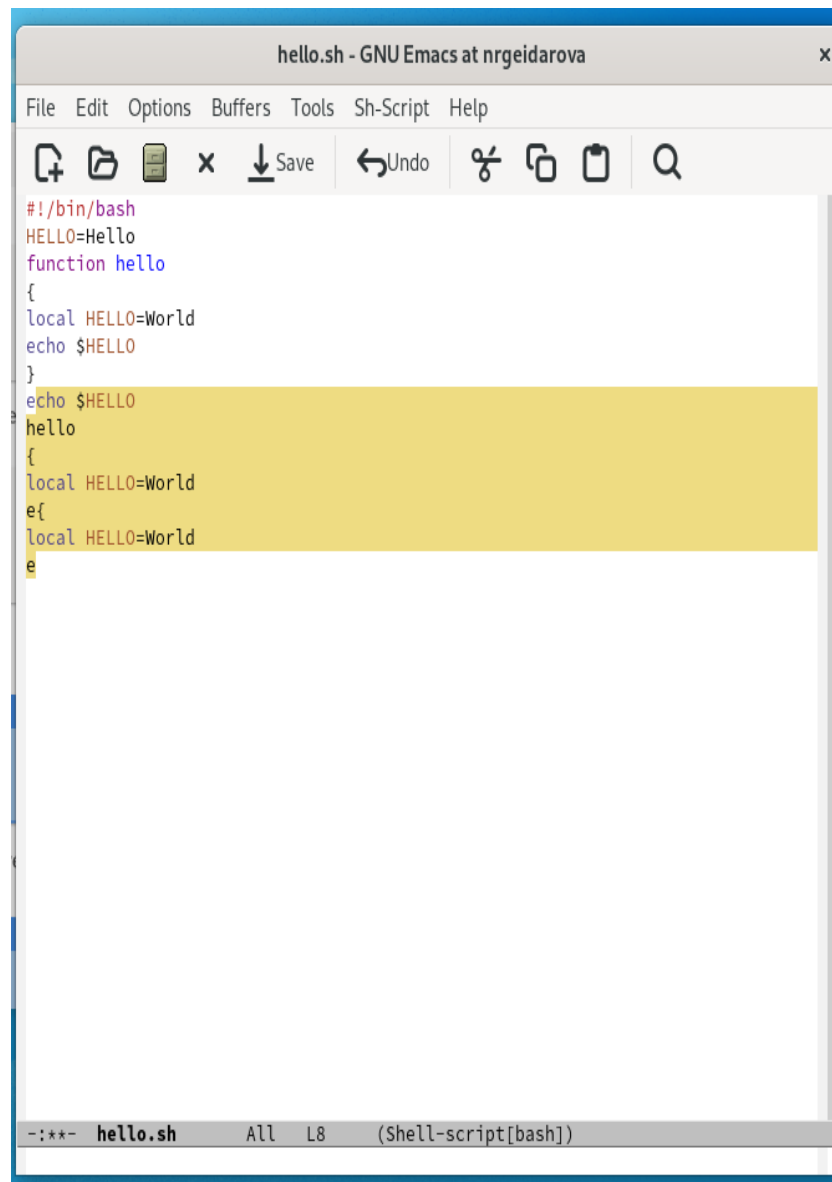 hello.sh - GNU Emacs at nrgeidarova x
File Edit Options Buffers Tools Sh-Script Help
Save Undo
#!/bin/bash
HELLO=Hello
function hello
{
local HELLO=World
echo $HELLO
}
echo $HELLO
hello
{
local HELLO=World
e{
local HELLO=World
e
-:**- hello.sh All L8 (Shell-script[bash])